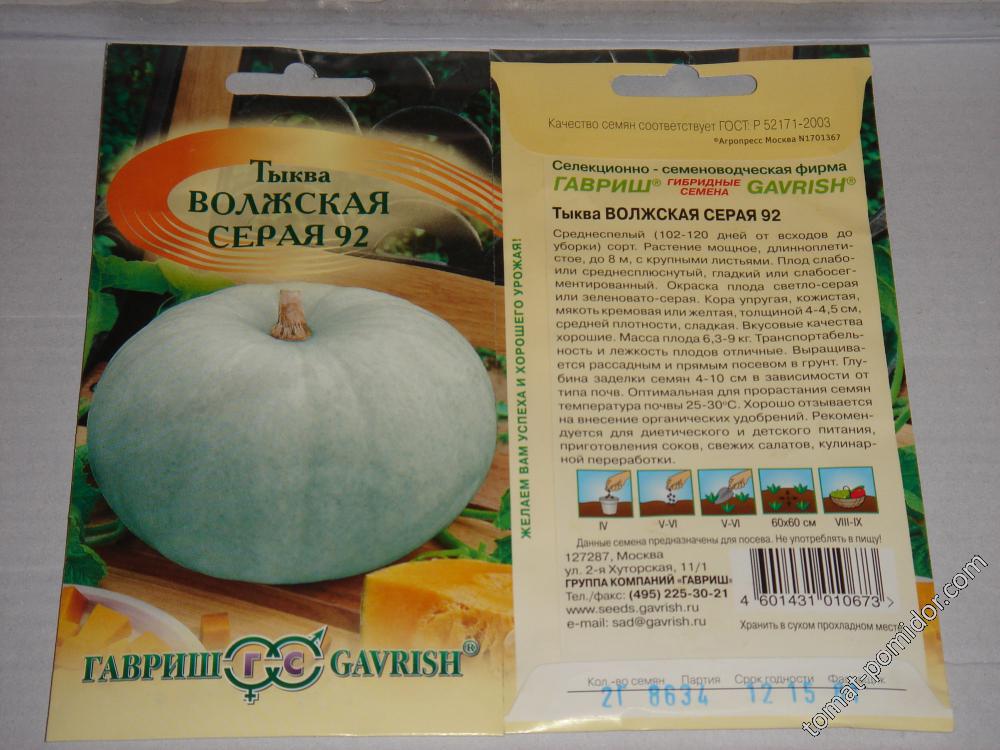 Тыква
ВОЛЖСКАЯ
СЕРАЯ 92
ГАВРИШ ГС GAVRISH®
Качество семян соответствует ГОСТ: Р 52171-2003
®Агропресс Москва N1701367
Селекционно - семеноводческая фирма
ГАВРИШ® ГИБРИДНЫЕ СЕМЕНА GAVRISH®
Тыква ВОЛЖСКАЯ СЕРАЯ 92
Среднеспелый (102-120 дней от всходов до
уборки) сорт. Растение мощное, длинноплети-
стое, до 8 м, с крупными листьями. Плод слабо-
или среднесплюснутый, гладкий или слабосег-
ментированный. Окраска плода светло-серая
или зеленовато-серая. Кора упругая, кожистая,
мякоть кремовая или желтая, толщиной 4-4,5 см,
средней плотности, сладкая. Вкусовые качества
хорошие. Масса плода 6,3-9 кг. Транспортабель-
ность и лежкость плодов отличные. Выращива-
ется рассадным и прямым посевом в грунт. Глу-
бина заделки семян 4-10 см в зависимости от
типа почв. Оптимальная для прорастания семян
температура почвы 25-30°С. Хорошо отзывается
на внесение органических удобрений. Рекомен-
дуется для диетического и детского питания,
приготовления соков, свежих салатов, кулинар-
ной переработки.
ЖЕЛАЕМ ВАМ УСПЕХА И ХОРОШЕГО УРОЖАЯ!
IV V-VI V-VI 60х60 см VIII-IX
Данные семена предназначены для посева. Не употреблять в пищу!
127287, Москва
ул. 2-я Хуторская, 11/1
ГРУППА КОМПАНИЙ "ГАВРИШ"
Тел./факс: (495) 225-30-21
www.seeds.gavrish.ru
e-mail: sad@gavrish.ru
4 601431 010673 >
Хранить в сухом прохладном месте
Кол.-во семян Партия Срок годности
2Г 8634 12 15
tomat-pomidor.com